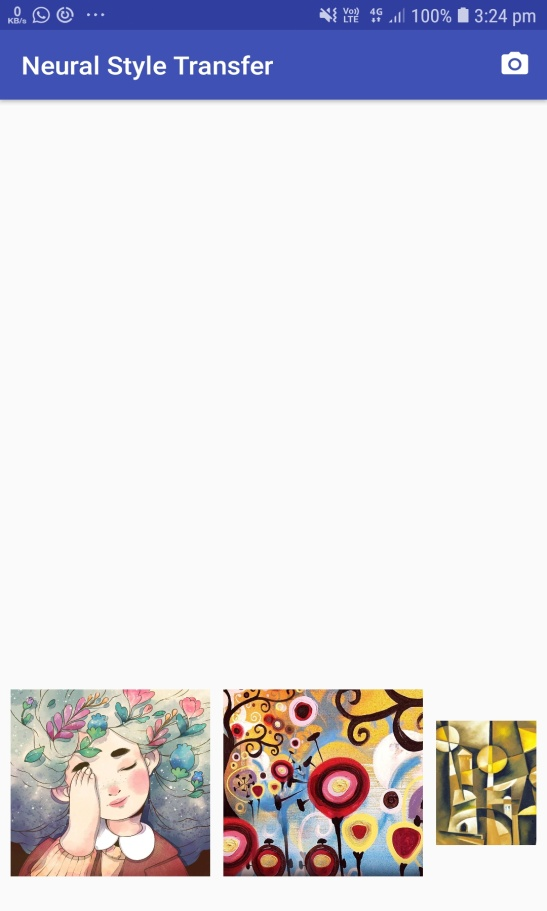 0
KB/s
Vo))
LTE
4G
100%
3:24 pm
Neural Style Transfer